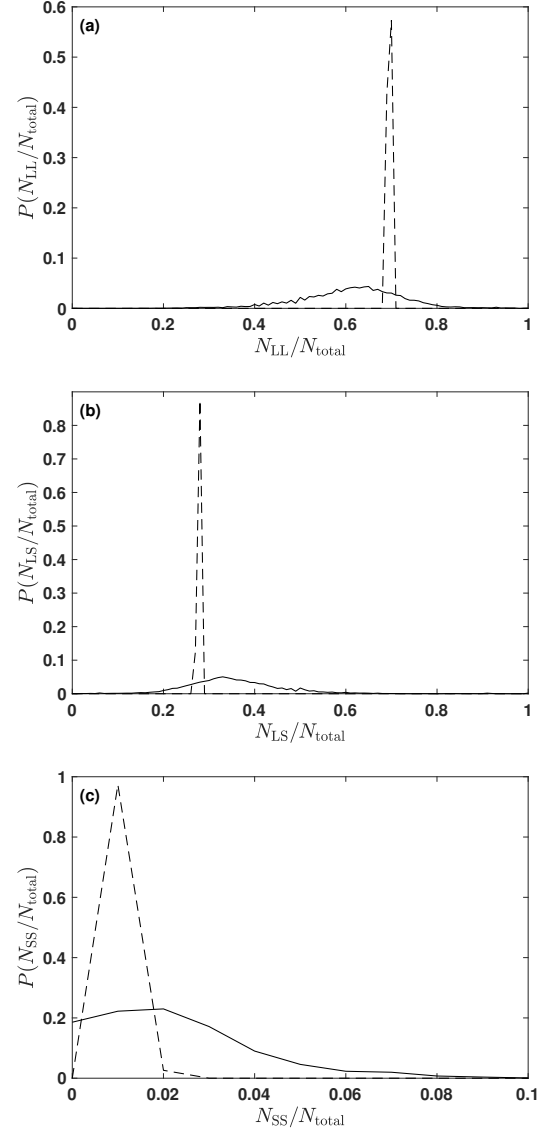 (a)
P(N_LL/N_total)
0.6
0.5
0.4
0.3
0.2
0.1
0
0 0.2 0.4 0.6 0.8 1
N_LL/N_total
(b)
P(N_LS/N_total)
0.8
0.7
0.6
0.5
0.4
0.3
0.2
0.1
0
0 0.2 0.4 0.6 0.8 1
N_LS/N_total
(c)
P(N_SS/N_total)
1
0.8
0.6
0.4
0.2
0
0 0.02 0.04 0.06 0.08 0.1
N_SS/N_total